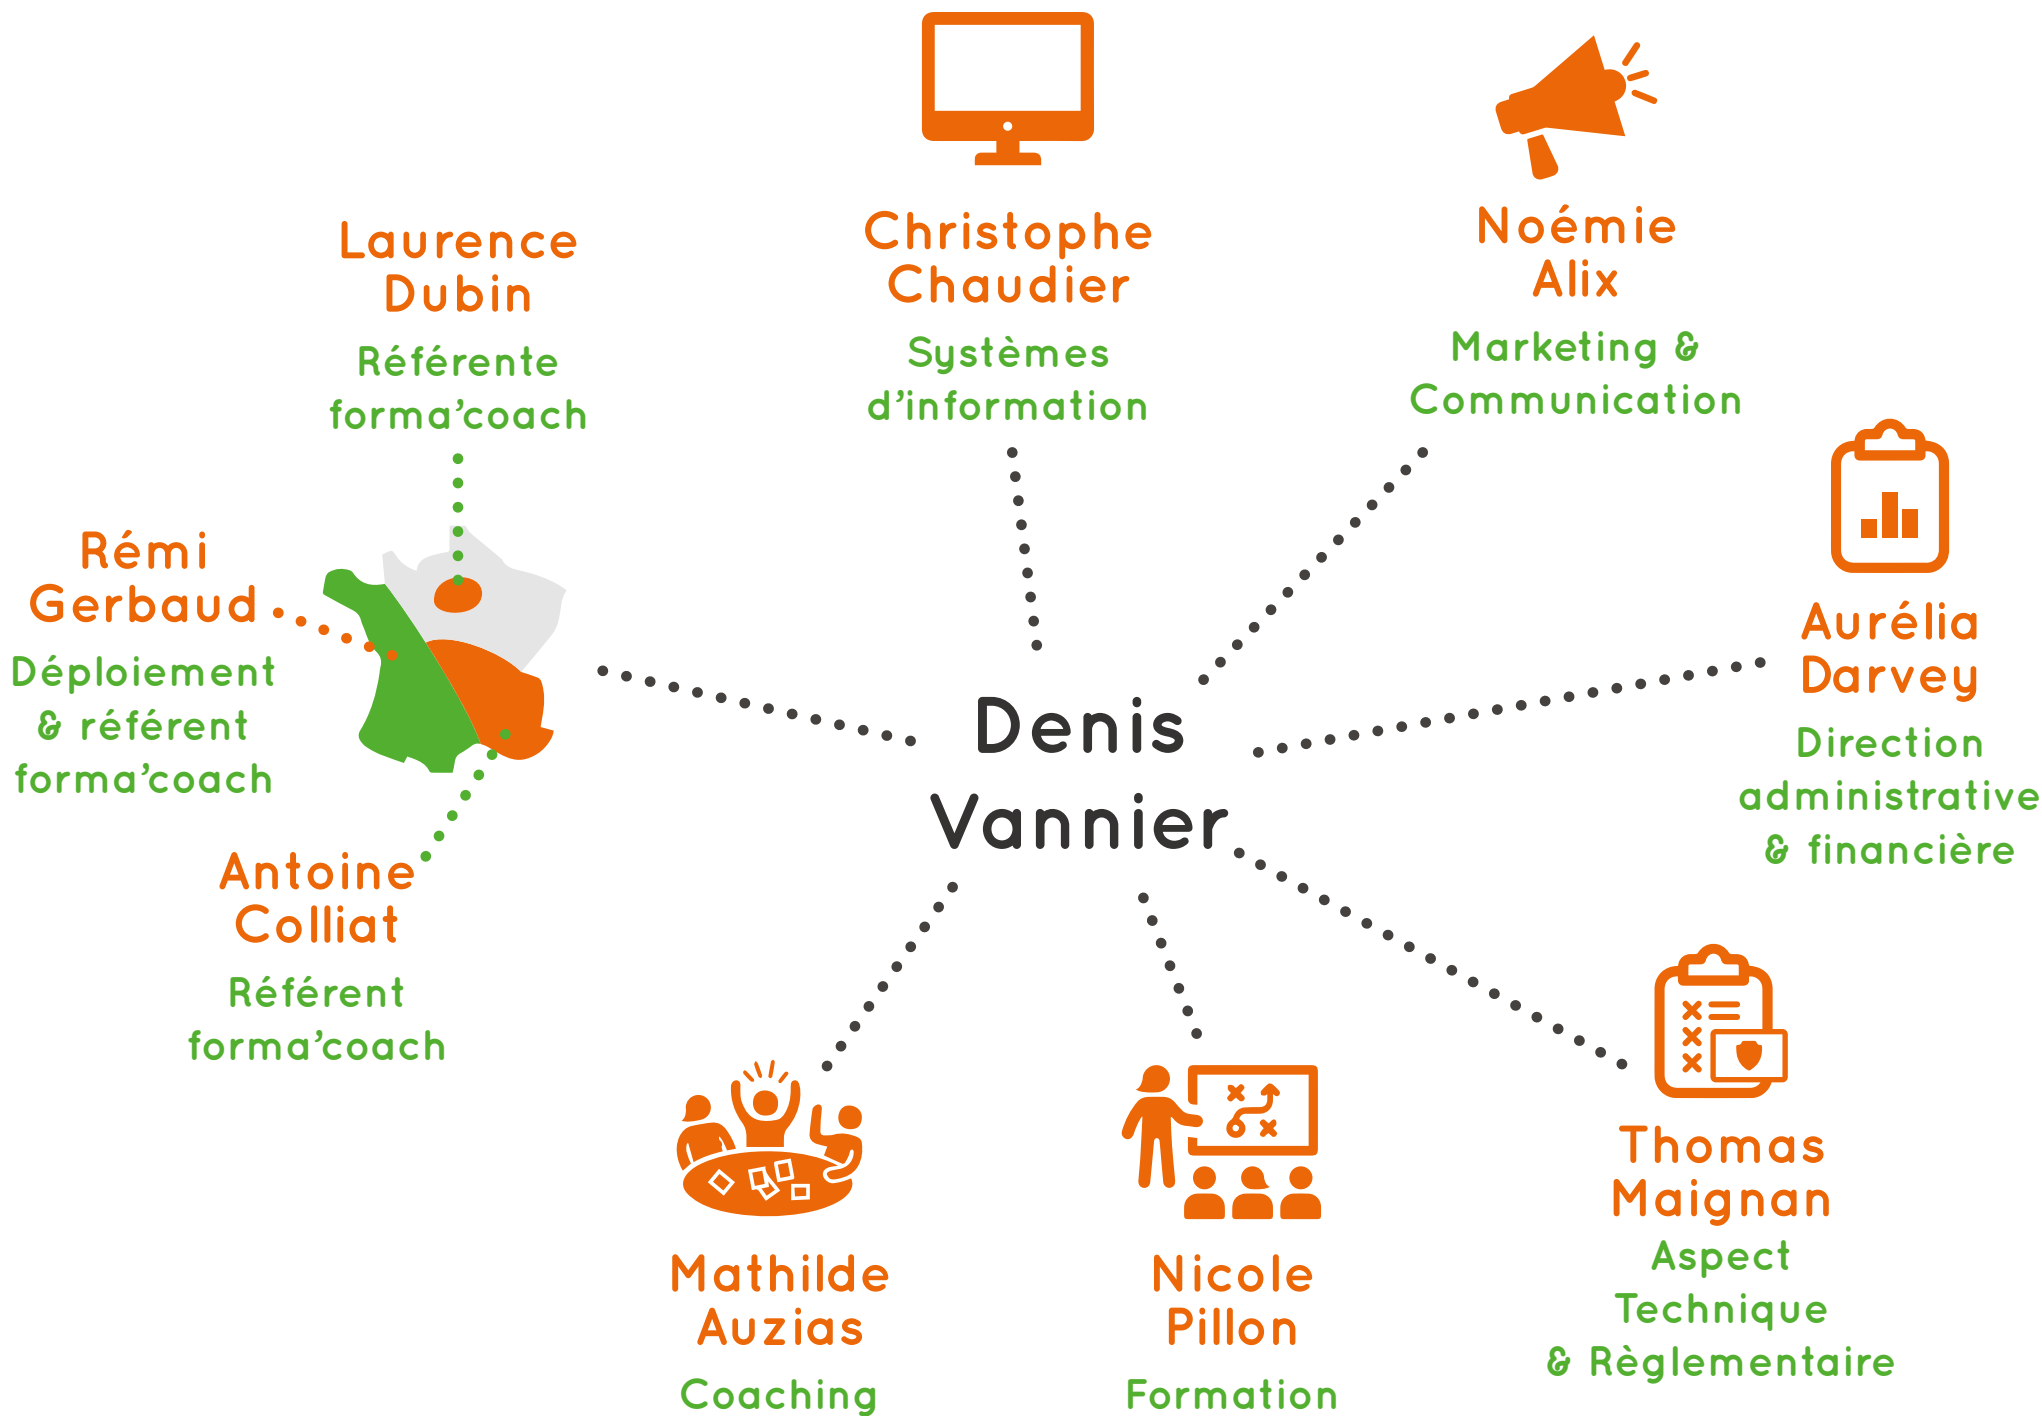 Laurence
Dubin
Référente
forma’coach
Christophe
Chaudier
Systèmes
d’information
Noémie
Alix
Marketing &
Communication
Rémi
Gerbaud
Déploiement
& référent
forma’coach
Aurélia
Darvey
Direction
administrative
& financière
Denis
Vannier
Antoine
Colliat
Référent
forma’coach
Mathilde
Auzias
Coaching
Nicole
Pillon
Formation
Thomas
Maignan
Aspect
Technique
& Règlementaire